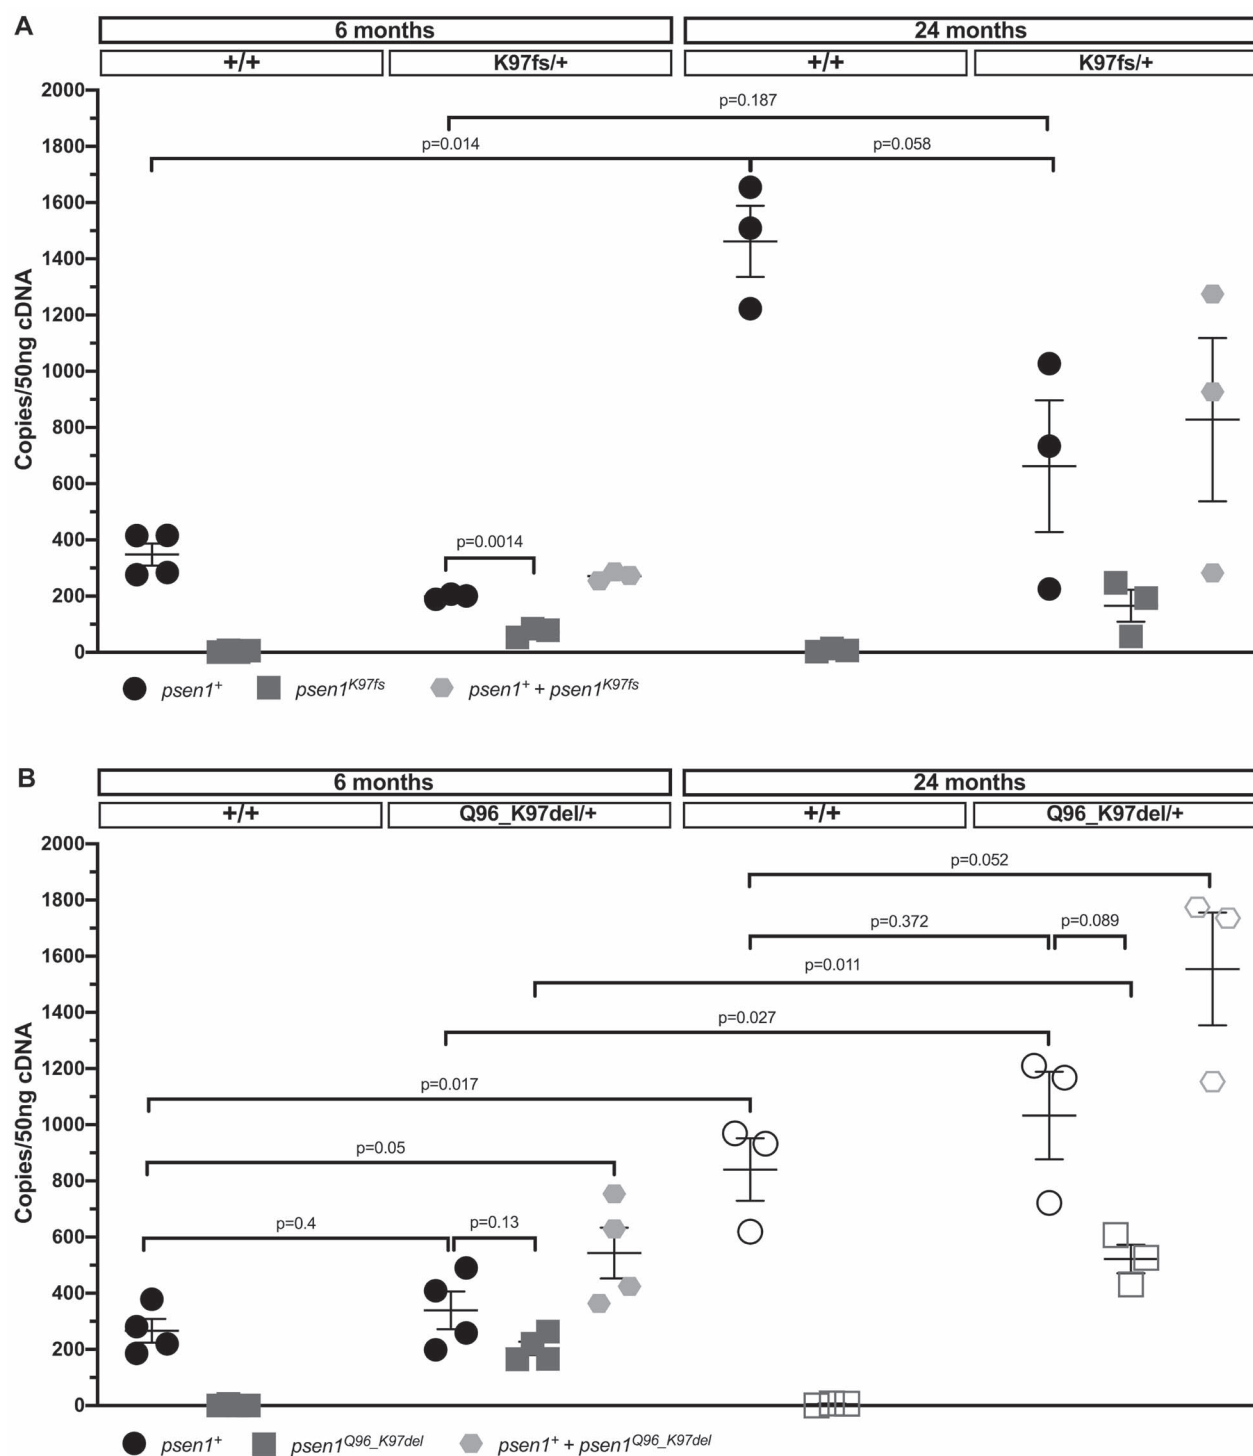 A
6 months 24 months
+/+ K97fs/+ +/+ K97fs/+
Copies/50ng cDNA
2000
1800
1600
1400
1200
1000
800
600
400
200
0
p=0.187
p=0.014 p=0.058
p=0.0014
psen1+ psen1K97fs psen1+ + psen1K97fs
B
6 months 24 months
+/+ Q96_K97del/+ +/+ Q96_K97del/+
Copies/50ng cDNA
2000
1800
1600
1400
1200
1000
800
600
400
200
0
p=0.052
p=0.372 p=0.089
p=0.011
p=0.027
p=0.017
p=0.05
p=0.4 p=0.13
psen1+ psen1Q96_K97del psen1+ + psen1Q96_K97del